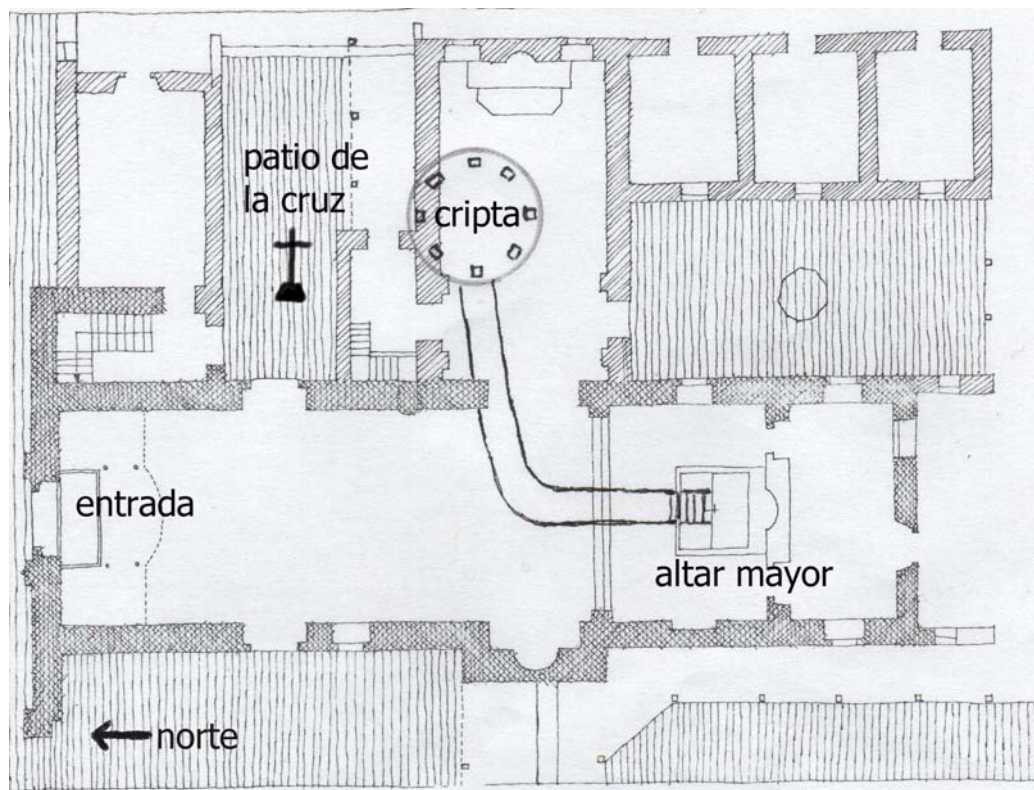 patio de
la cruz
cripta
entrada
altar mayor
norte